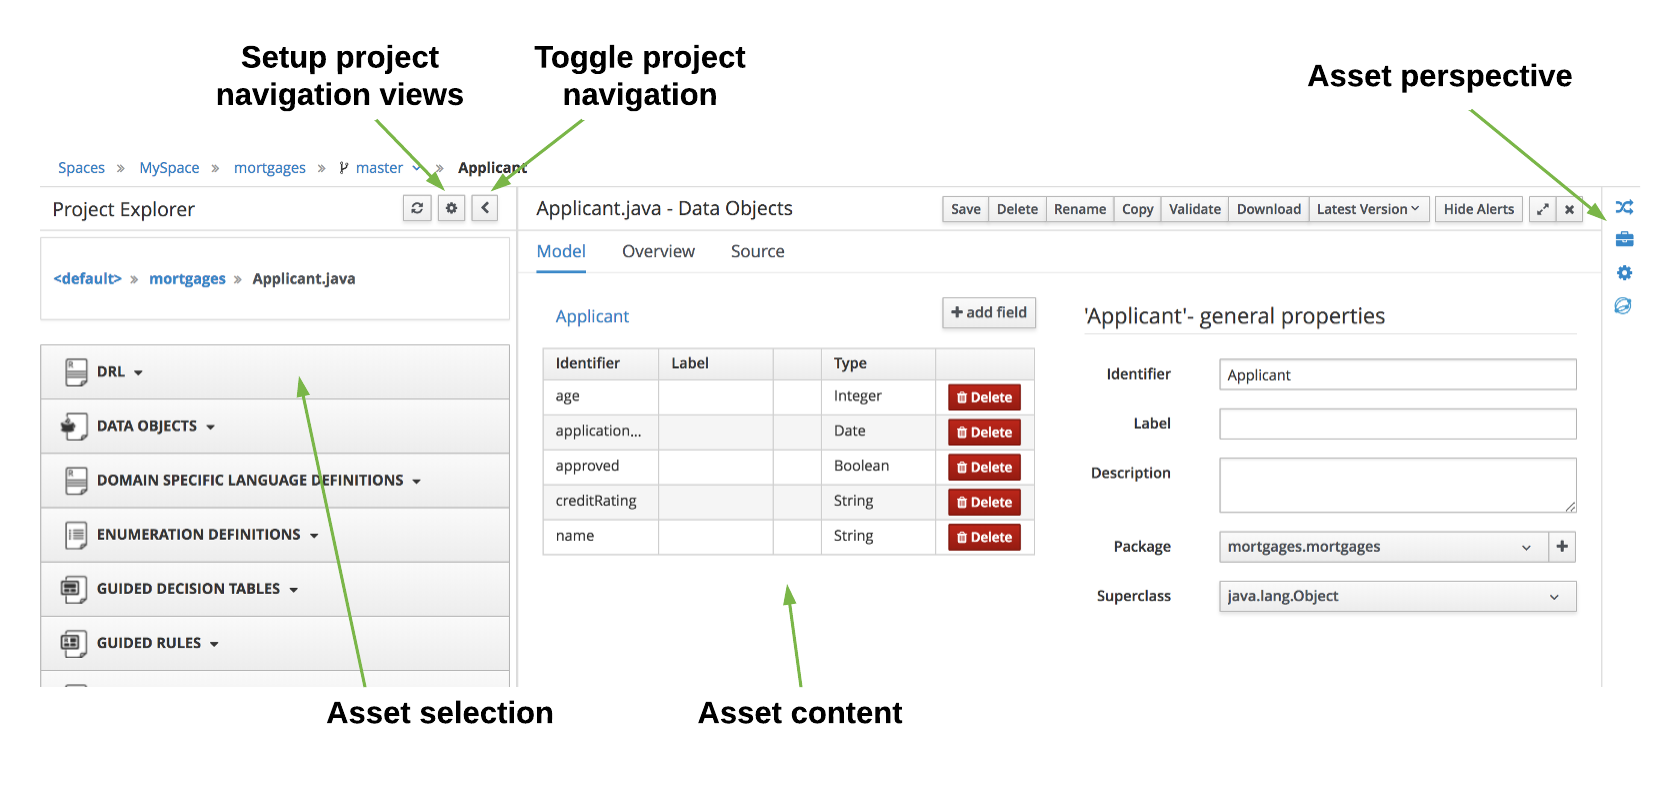 Setup project
navigation views
Toggle project
navigation
Asset perspective
Spaces » MySpace » mortgages » master » Applicant
Project Explorer
<default> » mortgages » Applicant.java
DRL
DATA OBJECTS
DOMAIN SPECIFIC LANGUAGE DEFINITIONS
ENUMERATION DEFINITIONS
GUIDED DECISION TABLES
GUIDED RULES
Applicant.java - Data Objects
Save Delete Rename Copy Validate Download Latest Version Hide Alerts
Model Overview Source
Applicant
+ add field
Identifier Label Type
age Integer Delete
application... Date Delete
approved Boolean Delete
creditRating String Delete
name String Delete
'Applicant'- general properties
Identifier Applicant
Label
Description
Package mortgages.mortgages +
Superclass java.lang.Object
Asset selection
Asset content